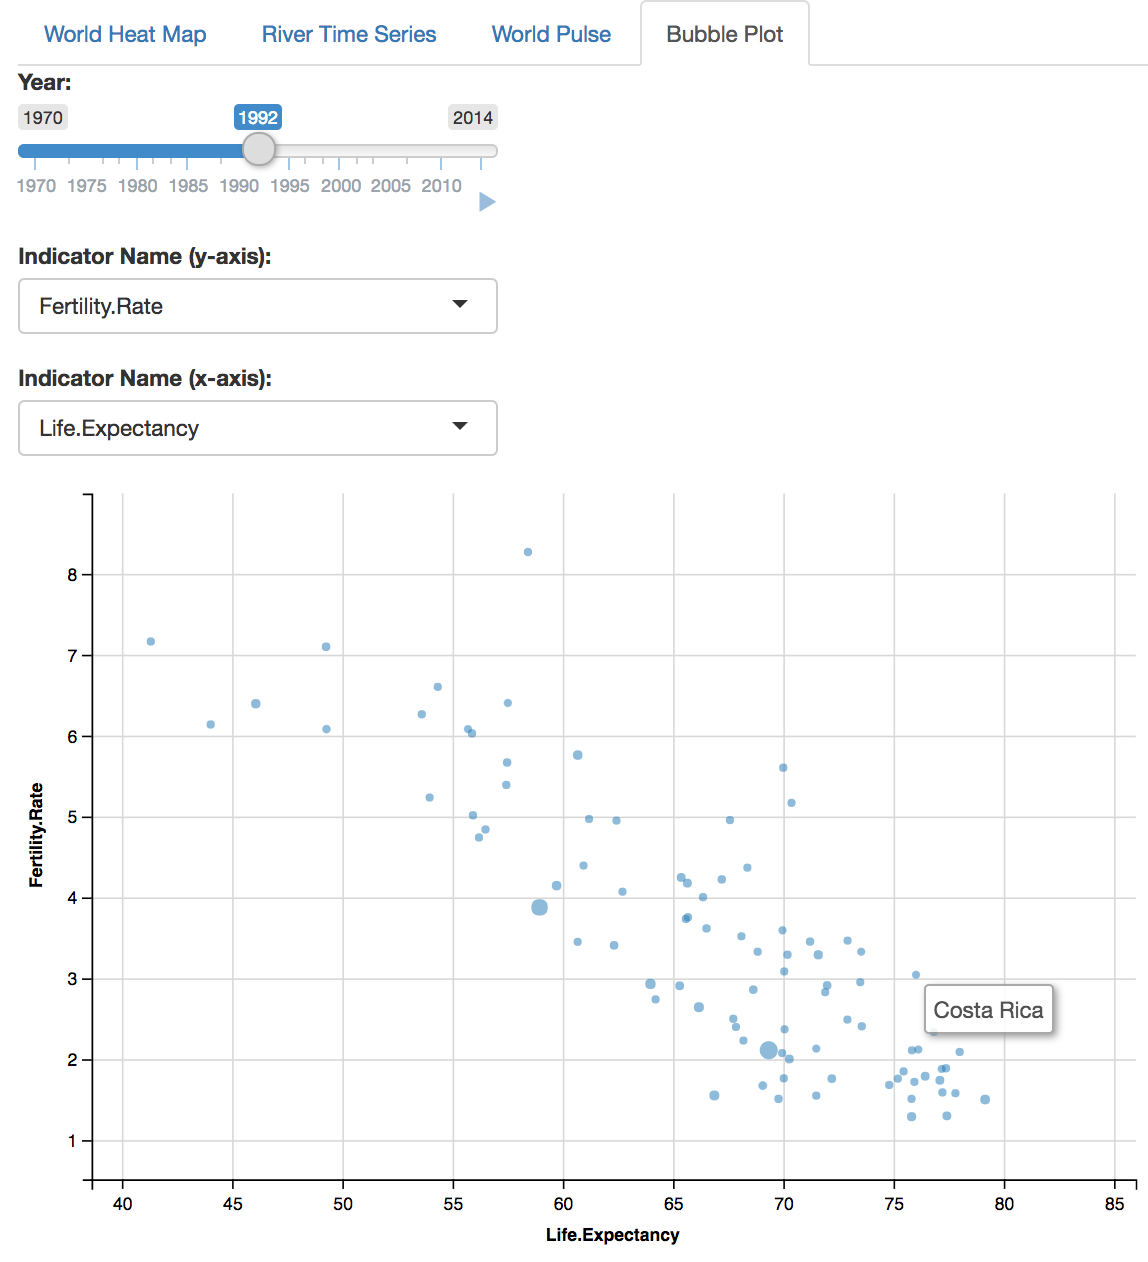 World Heat Map River Time Series World Pulse Bubble Plot
Year:
1970 1992 2014
1970 1975 1980 1985 1990 1995 2000 2005 2010
Indicator Name (y-axis):
Fertility.Rate
Indicator Name (x-axis):
Life.Expectancy
8
7
6
5
4
3
2
1
Fertility.Rate
Costa Rica
40 45 50 55 60 65 70 75 80 85
Life.Expectancy